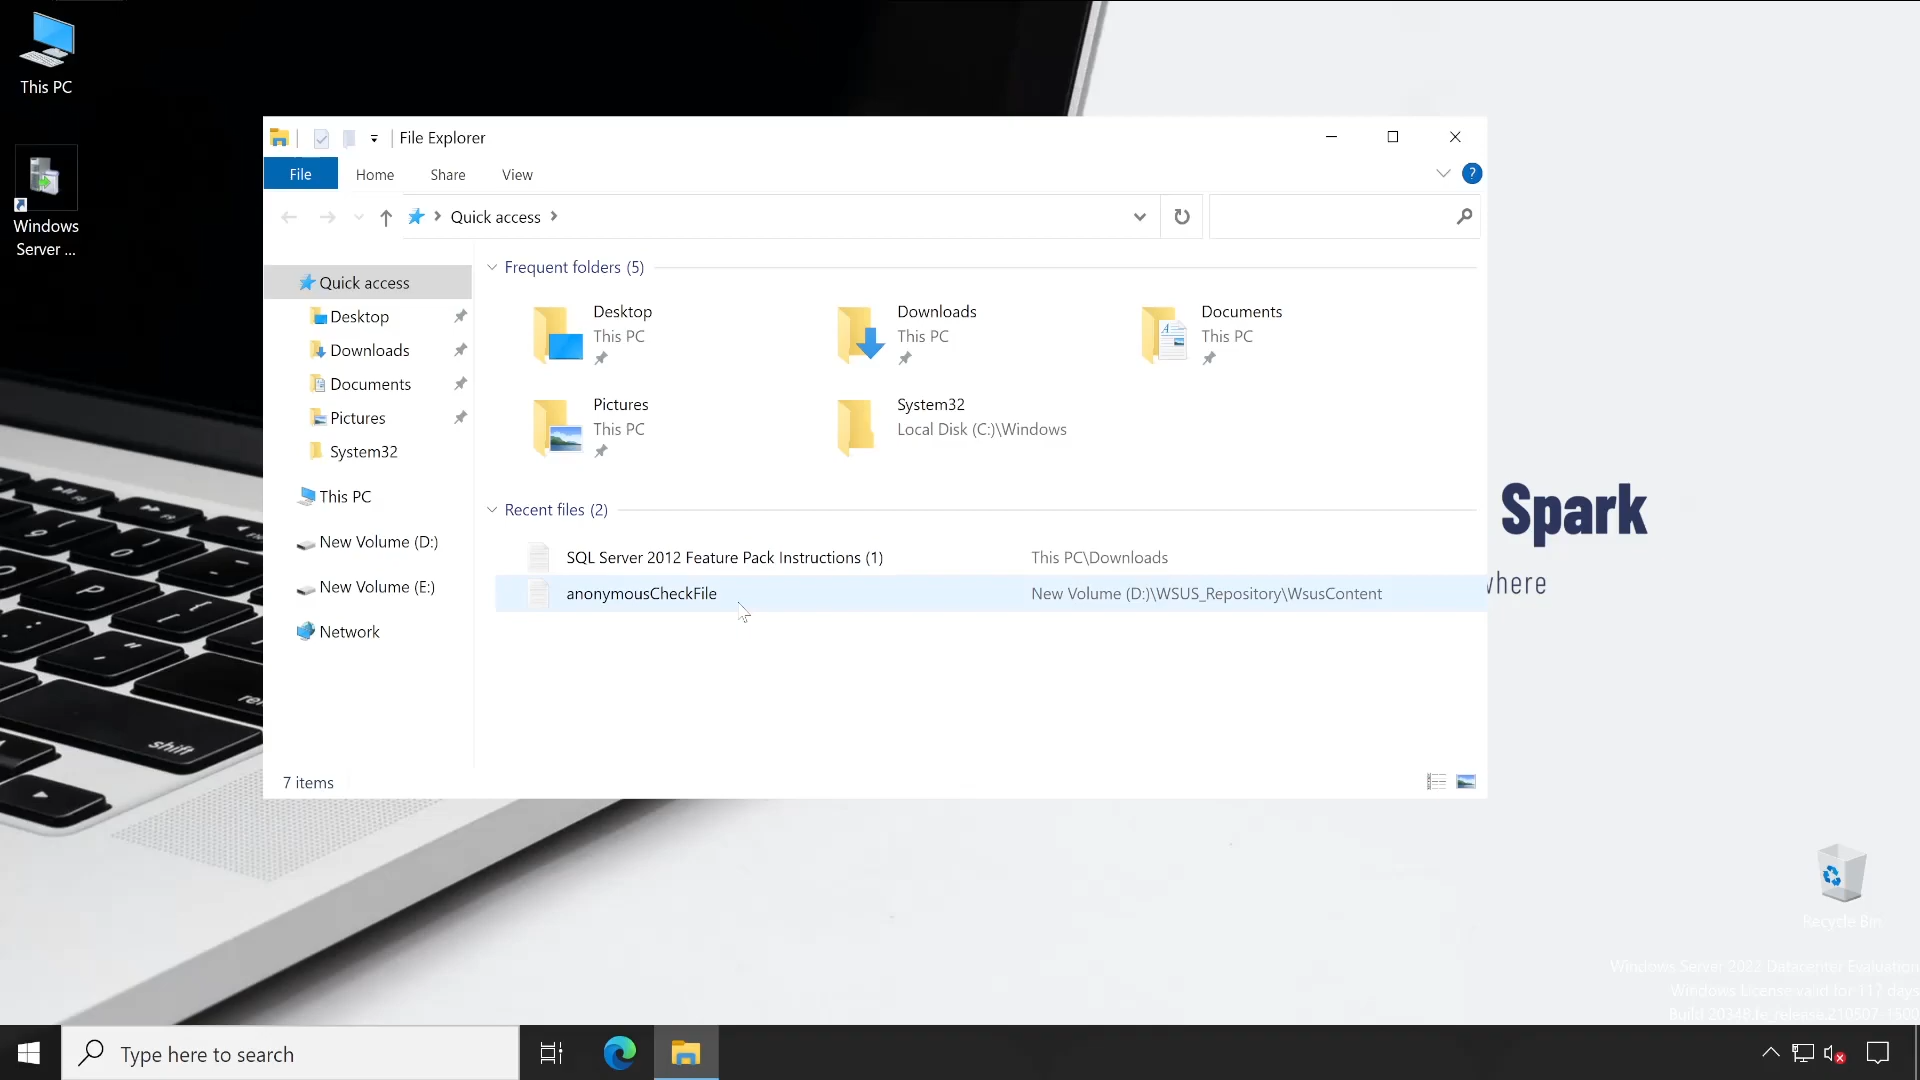 This PC
Windows
Server ...
File Explorer
File
Home
Share
View
?
Quick access
Quick access
Desktop
Downloads
Documents
Pictures
System32
This PC
New Volume (D:)
New Volume (E:)
Network
Frequent folders (5)
Desktop
This PC
Downloads
This PC
Documents
This PC
Pictures
This PC
System32
Local Disk (C:)\Windows
Recent files (2)
SQL Server 2012 Feature Pack Instructions (1)
This PC\Downloads
anonymousCheckFile
New Volume (D:)\WSUS_Repository\WsusContent
7 items
Spark
where
shift
Recycle Bin
Windows Server 2022 Datacenter Evaluation
Windows License valid for 117 days
Build 20348.fe_release.210507-1500
Type here to search